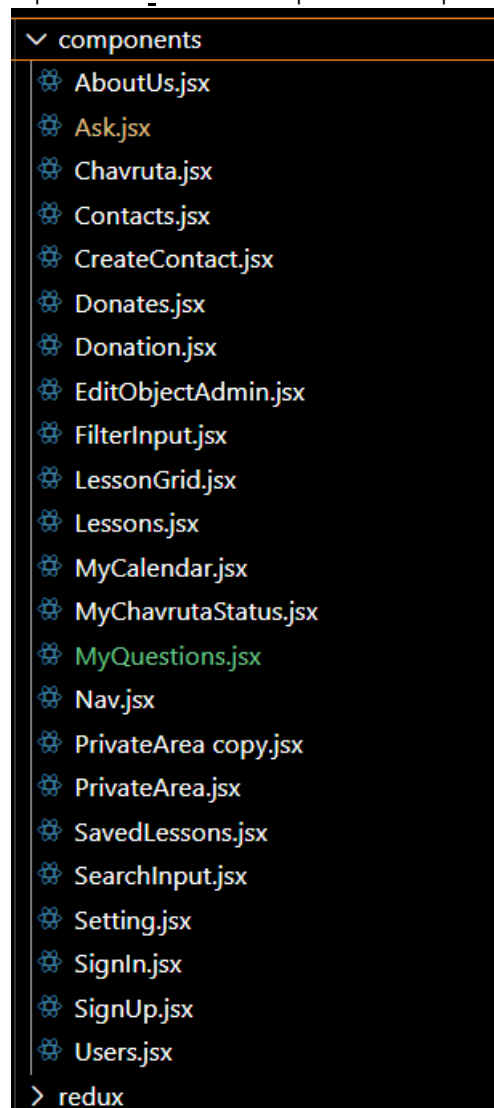 components
AboutUs.jsx
Ask.jsx
Chavruta.jsx
Contacts.jsx
CreateContact.jsx
Donates.jsx
Donation.jsx
EditObjectAdmin.jsx
FilterInput.jsx
LessonGrid.jsx
Lessons.jsx
MyCalendar.jsx
MyChavrutaStatus.jsx
MyQuestions.jsx
Nav.jsx
PrivateArea copy.jsx
PrivateArea.jsx
SavedLessons.jsx
SearchInput.jsx
Setting.jsx
SignIn.jsx
SignUp.jsx
Users.jsx
redux